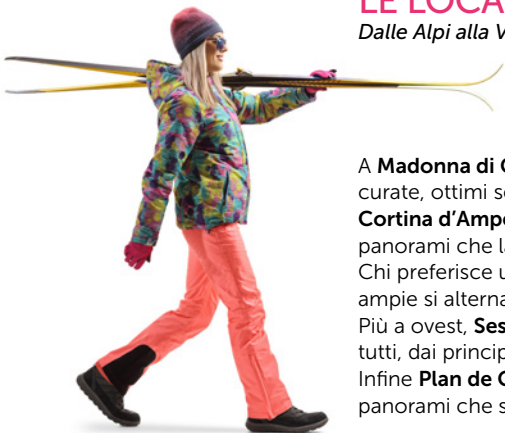 LE LOCA
Dalle Alpi alla V
A Madonna di C
curate, ottimi s
Cortina d'Ampe
panorami che la
Chi preferisce u
ampie si alterna
Più a ovest, Ses
tutti, dai princip
Infine Plan de C
panorami che s